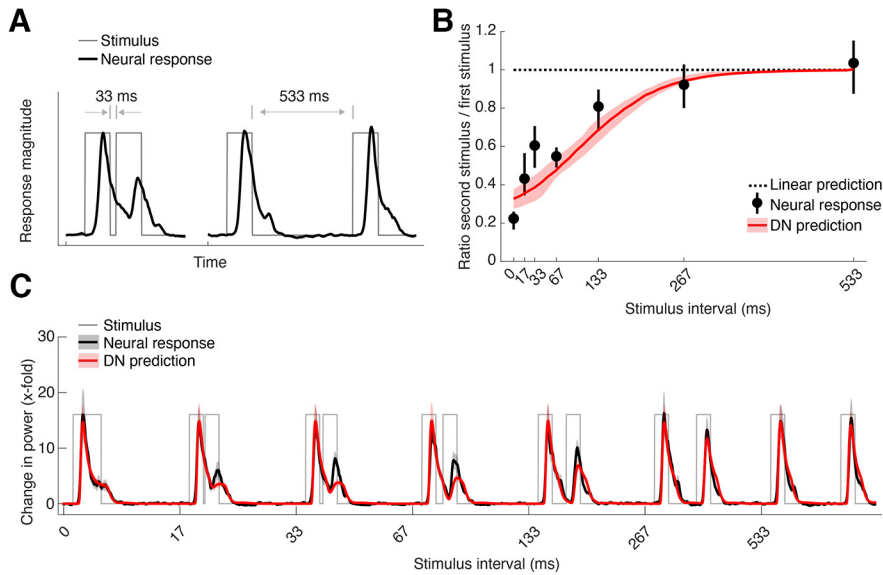 A
Stimulus
Neural response
33 ms
533 ms
Response magnitude
Time
B
Ratio second stimulus / first stimulus
1.2
1
0.8
0.6
0.4
0.2
0
Linear prediction
Neural response
DN prediction
0 17 33 67 133 267 533
Stimulus interval (ms)
C
Stimulus
Neural response
DN prediction
Change in power (x-fold)
30
20
10
0
0 17 33 67 133 267 533
Stimulus interval (ms)